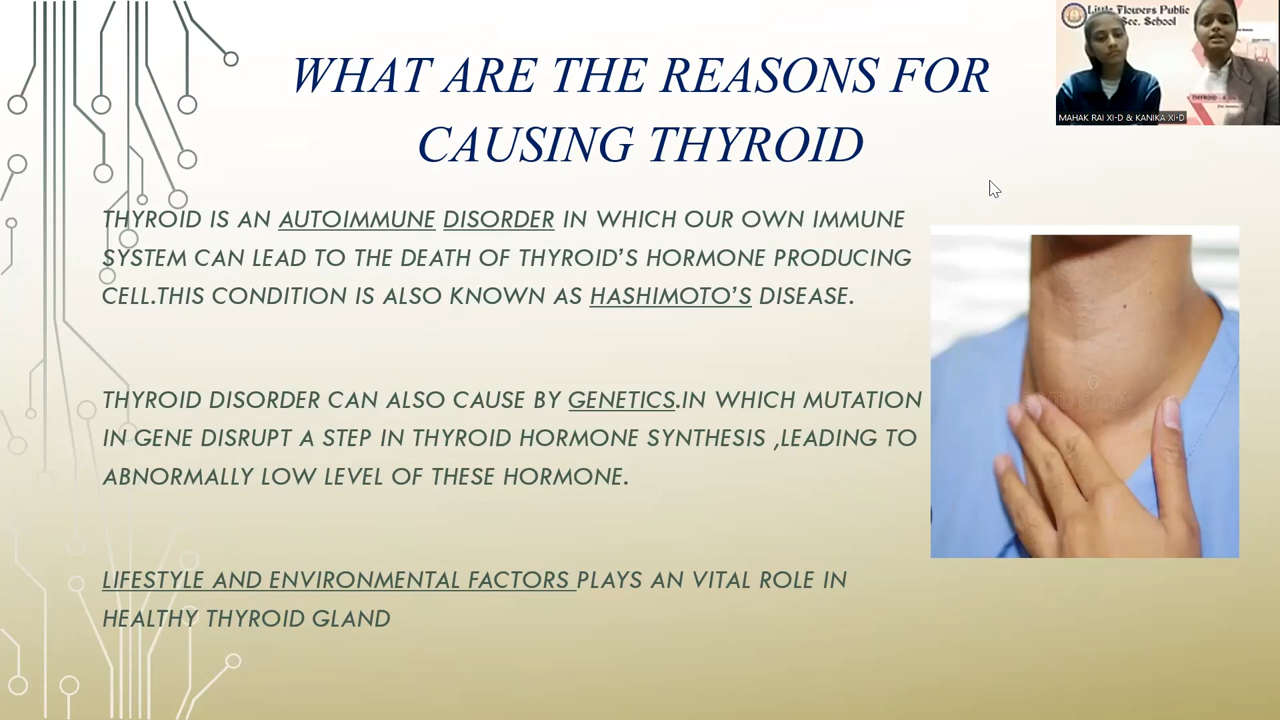 WHAT ARE THE REASONS FOR
CAUSING THYROID
THYROID IS AN AUTOIMMUNE DISORDER IN WHICH OUR OWN IMMUNE
SYSTEM CAN LEAD TO THE DEATH OF THYROID’S HORMONE PRODUCING
CELL.THIS CONDITION IS ALSO KNOWN AS HASHIMOTO’S DISEASE.
THYROID DISORDER CAN ALSO CAUSE BY GENETICS.IN WHICH MUTATION
IN GENE DISRUPT A STEP IN THYROID HORMONE SYNTHESIS ,LEADING TO
ABNORMALLY LOW LEVEL OF THESE HORMONE.
LIFESTYLE AND ENVIRONMENTAL FACTORS PLAYS AN VITAL ROLE IN
HEALTHY THYROID GLAND
Little Flowers Public
Sec. School
THYROID - A
MAHAK RAI XI-D & KANIKA XI-D